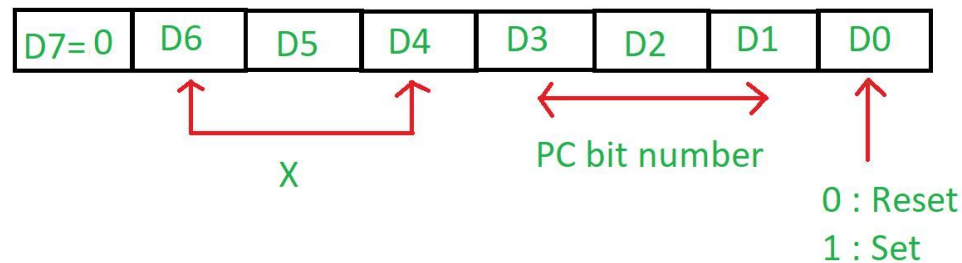 D7= 0 D6 D5 D4 D3 D2 D1 D0
X
PC bit number
0 : Reset
1 : Set